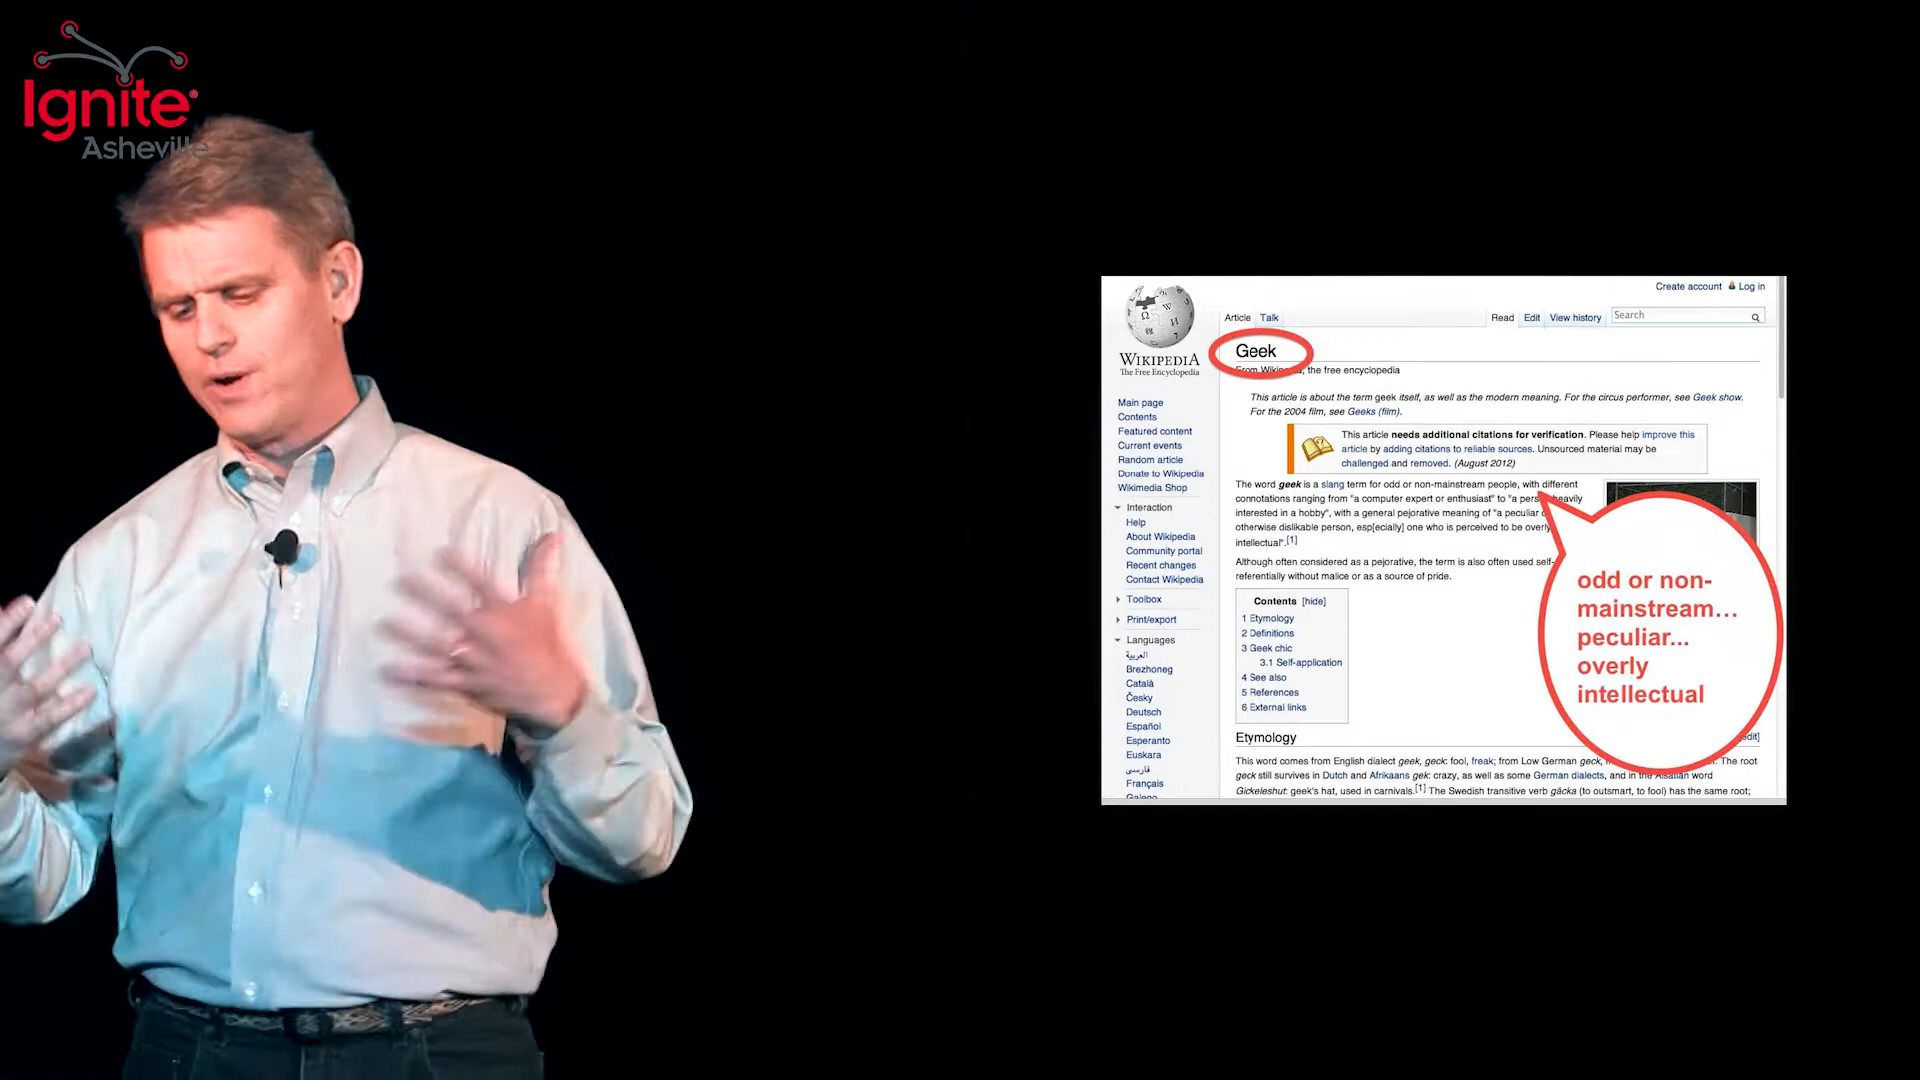 Ignite
Asheville
Create account Log in
Article Talk Read Edit View history Search
Geek
From Wikipedia, the free encyclopedia
WIKIPEDIA
The Free Encyclopedia
This article is about the term geek itself, as well as the modern meaning. For the circus performer, see Geek show.
For the 2004 film, see Geeks (film).
This article needs additional citations for verification. Please help improve this
article by adding citations to reliable sources. Unsourced material may be
challenged and removed. (August 2012)
Main page
Contents
Featured content
Current events
Random article
Donate to Wikipedia
Wikimedia Shop
Interaction
Help
About Wikipedia
Community portal
Recent changes
Contact Wikipedia
Toolbox
Print/export
Languages
العربية
Brezhoneg
Català
Česky
Deutsch
Español
Esperanto
Euskara
فارسی
Français
Galego
The word geek is a slang term for odd or non-mainstream people, with different
connotations ranging from "a computer expert or enthusiast" to "a person heavily
interested in a hobby", with a general pejorative meaning of "a peculiar or
otherwise dislikable person, esp[ecially] one who is perceived to be overly
intellectual".[1]
Although often considered as a pejorative, the term is also often used self-
referentially without malice or as a source of pride.
Contents [hide]
1 Etymology
2 Definitions
3 Geek chic
3.1 Self-application
4 See also
5 References
6 External links
odd or non-
mainstream…
peculiar...
overly
intellectual
Etymology [edit]
This word comes from English dialect geek, geck: fool, freak; from Low German geck, The root
geck still survives in Dutch and Afrikaans gek: crazy, as well as some German dialects, and in the Alsatian word
Gickeleshut: geek's hat, used in carnivals.[1] The Swedish transitive verb gäcka (to outsmart, to fool) has the same root;